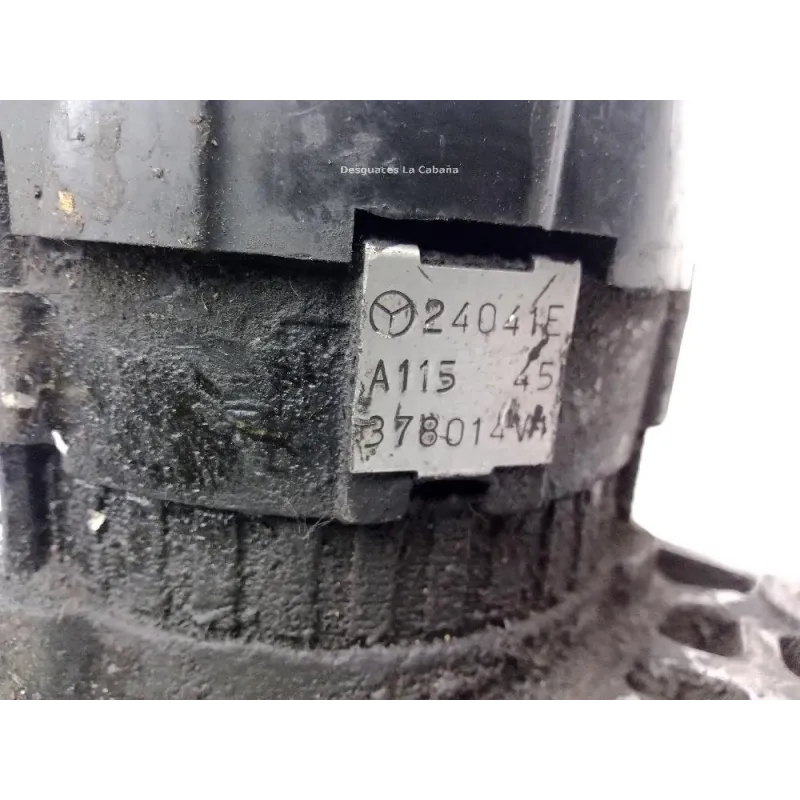 Desguaces La Cabaña
24041E
A115 45
378014VA